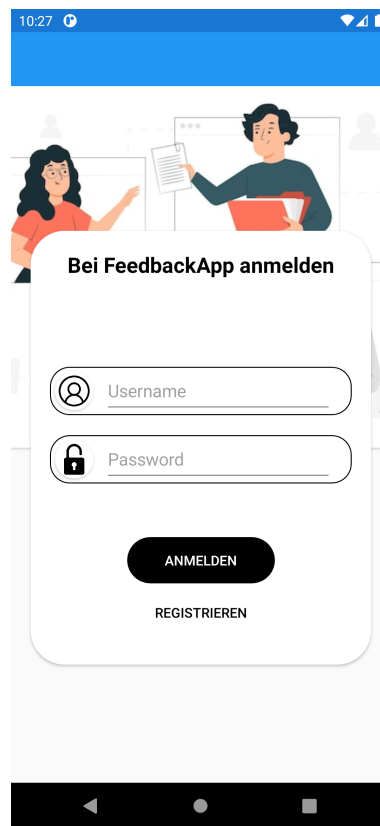 10:27
Bei FeedbackApp anmelden
Username
Password
ANMELDEN
REGISTRIEREN